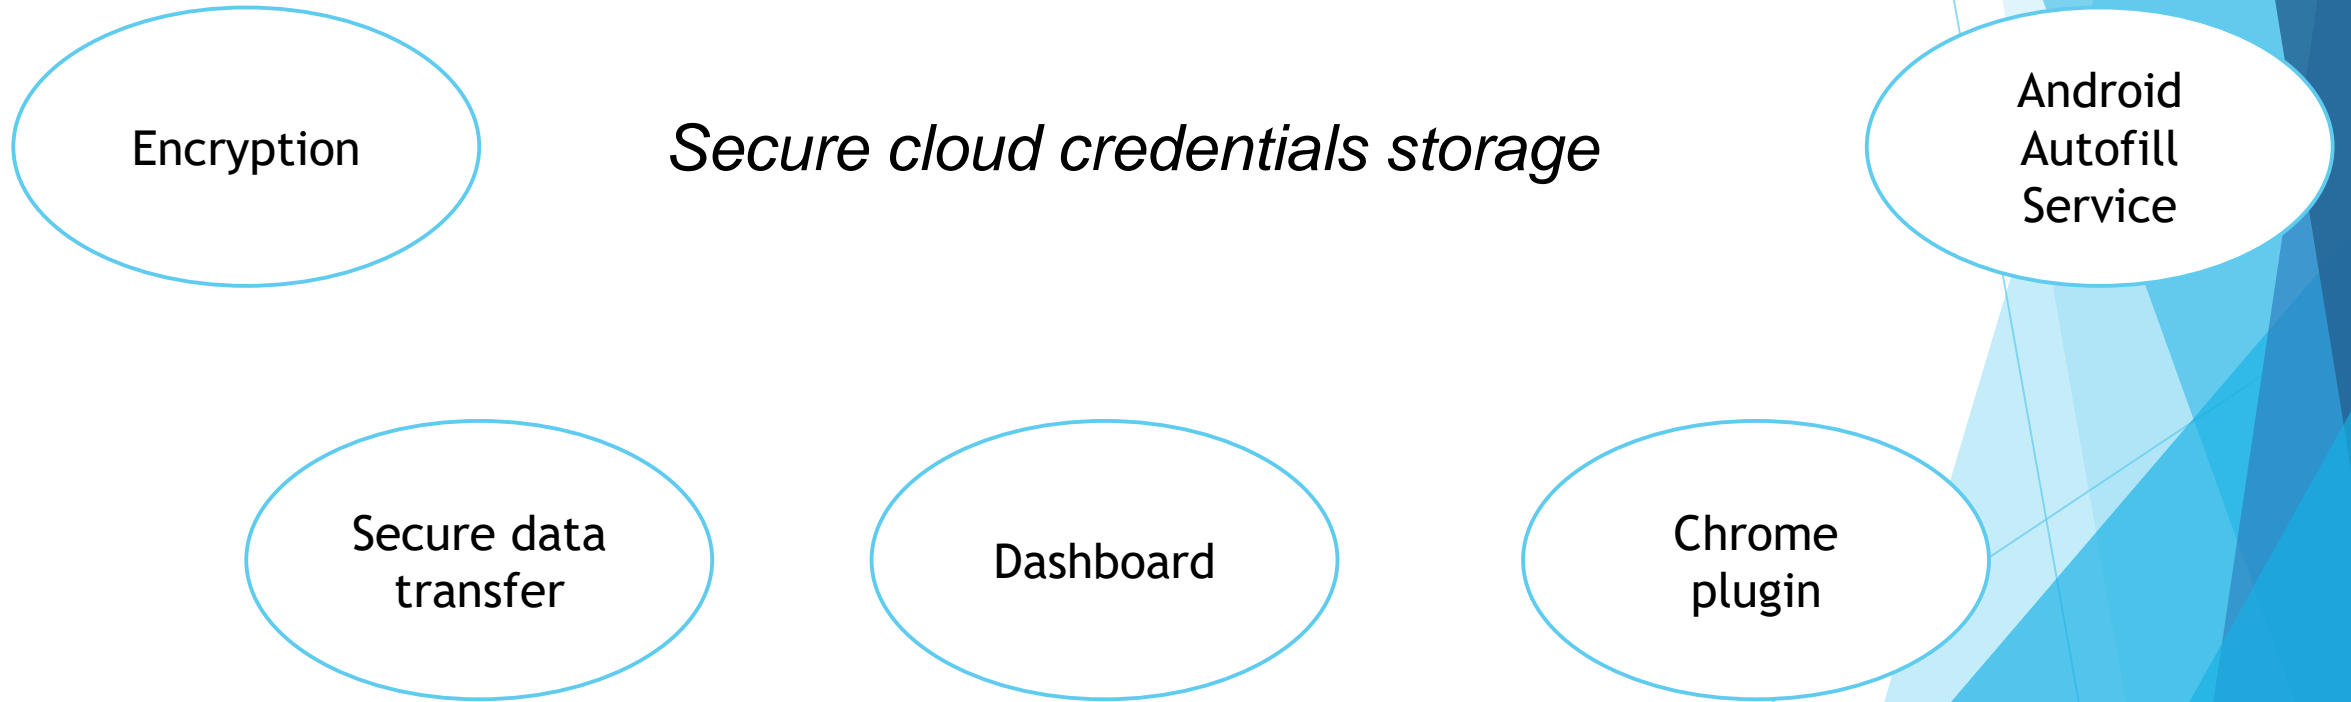 Encryption
Secure cloud credentials storage
Android
Autofill
Service
Secure data
transfer
Dashboard
Chrome
plugin